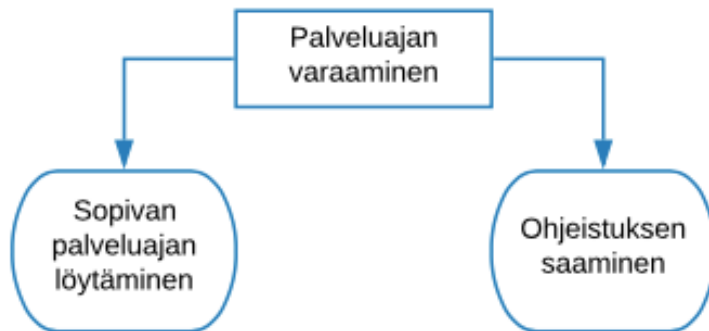 Palveluajan
varaaminen
Sopivan
palveluajan
löytäminen
Ohjeistuksen
saaminen